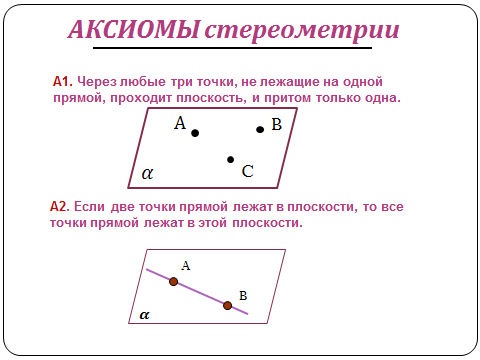 АКСИОМЫ стереометрии
А1. Через любые три точки, не лежащие на одной
прямой, проходит плоскость, и притом только одна.
A
B
C
α
А2. Если две точки прямой лежат в плоскости, то все
точки прямой лежат в этой плоскости.
A
B
α